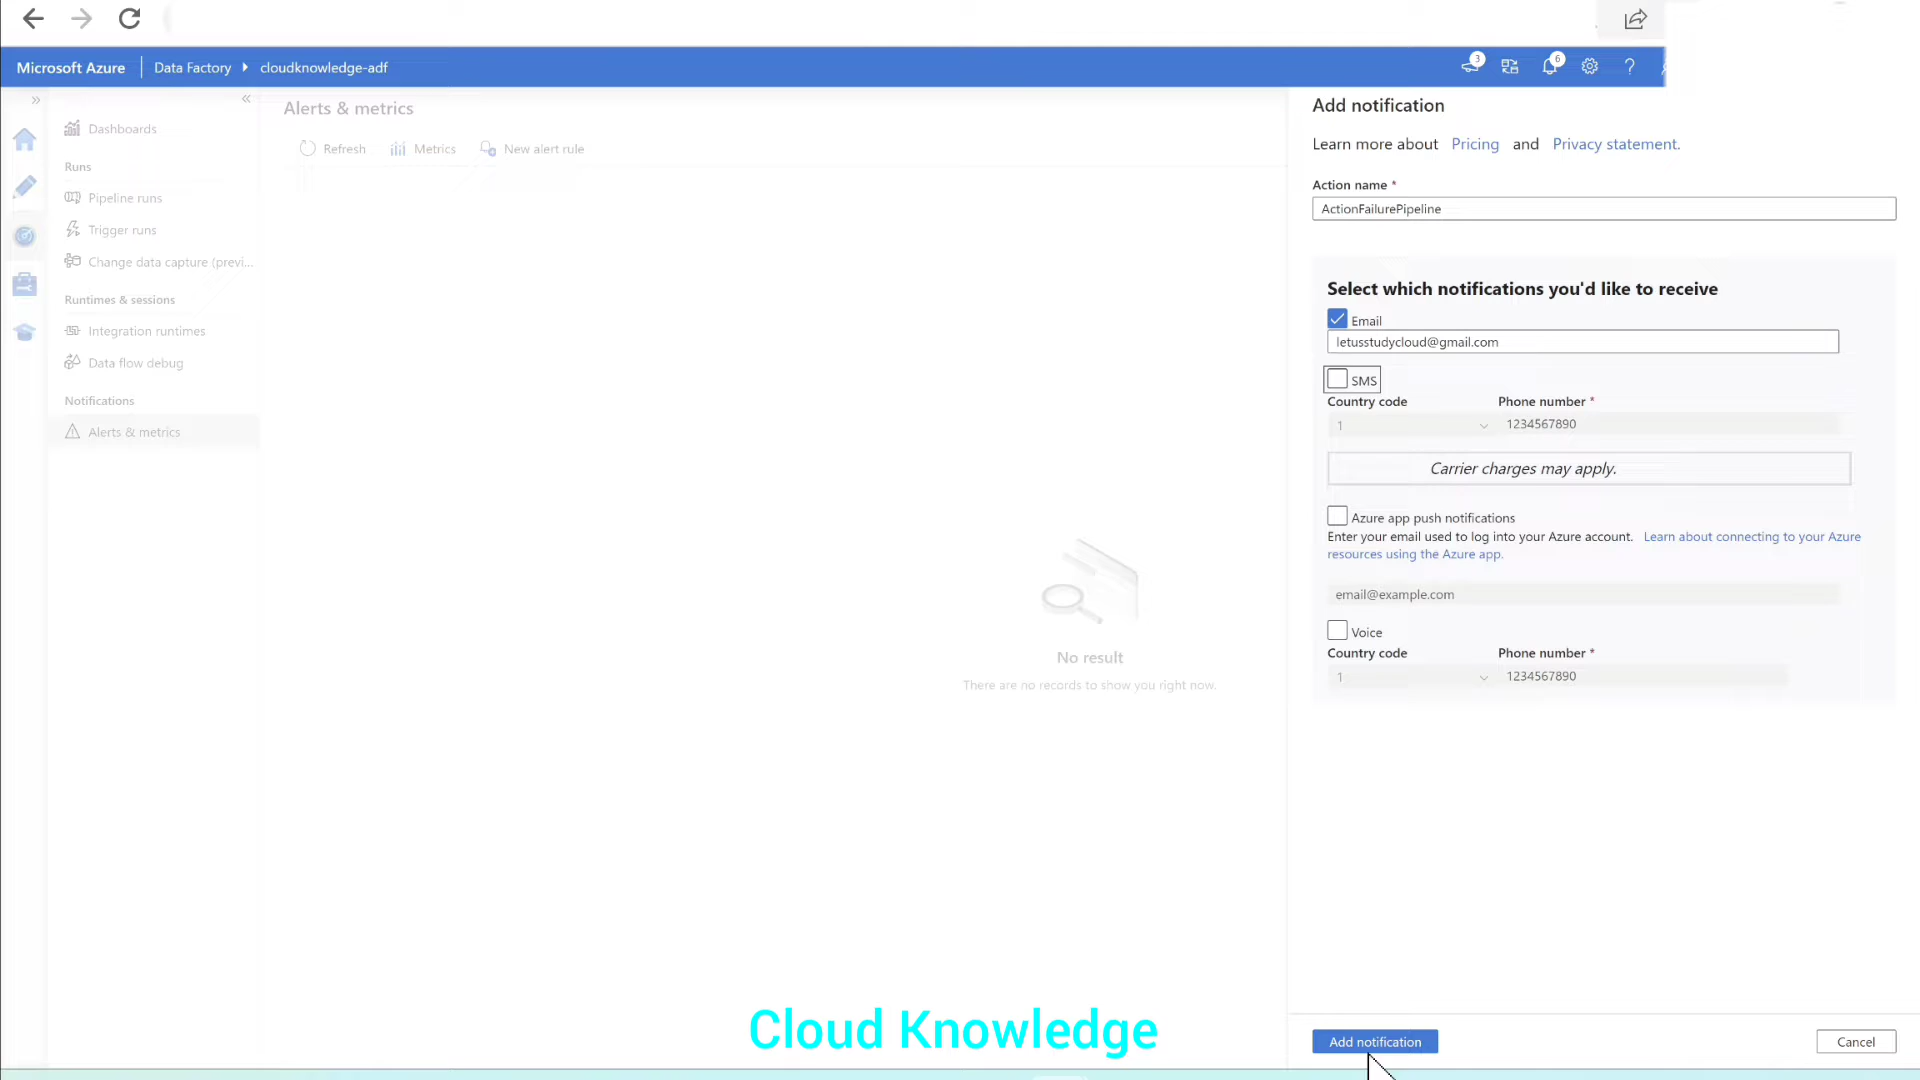 Microsoft Azure
Data Factory
cloudknowledge-adf
3
6
?
Alerts & metrics
Refresh
Metrics
New alert rule
Dashboards
Runs
Pipeline runs
Trigger runs
Change data capture (previ...
Runtimes & sessions
Integration runtimes
Data flow debug
Notifications
Alerts & metrics
No result
There are no records to show you right now.
Add notification
Learn more about Pricing and Privacy statement.
Action name *
ActionFailurePipeline
Select which notifications you'd like to receive
Email
letusstudycloud@gmail.com
SMS
Country code Phone number *
1 1234567890
Carrier charges may apply.
Azure app push notifications
Enter your email used to log into your Azure account. Learn about connecting to your Azure
resources using the Azure app.
email@example.com
Voice
Country code Phone number *
1 1234567890
Cloud Knowledge
Add notification
Cancel